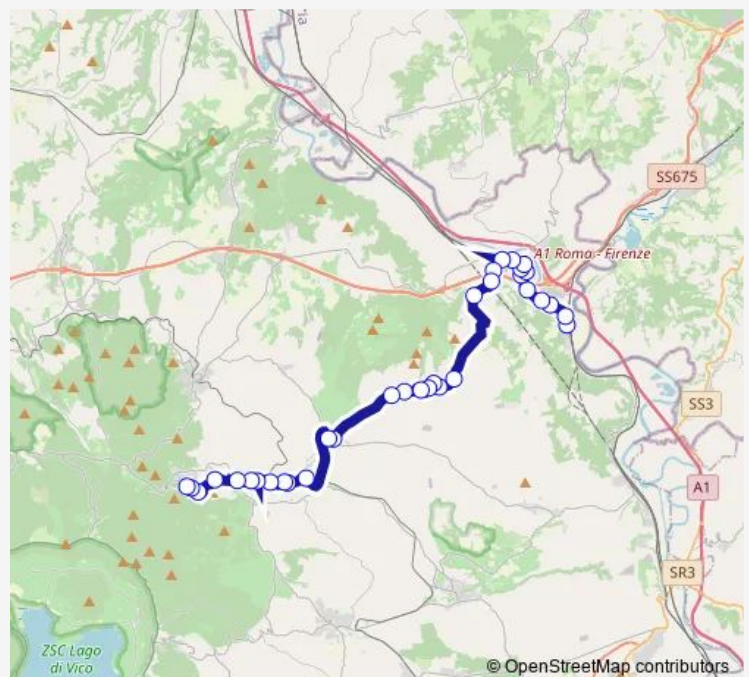 SS675
A1 Roma - Firenze
SS3
A1
SR3
ZSC Lago
di Vico
© OpenStreetMap contributors